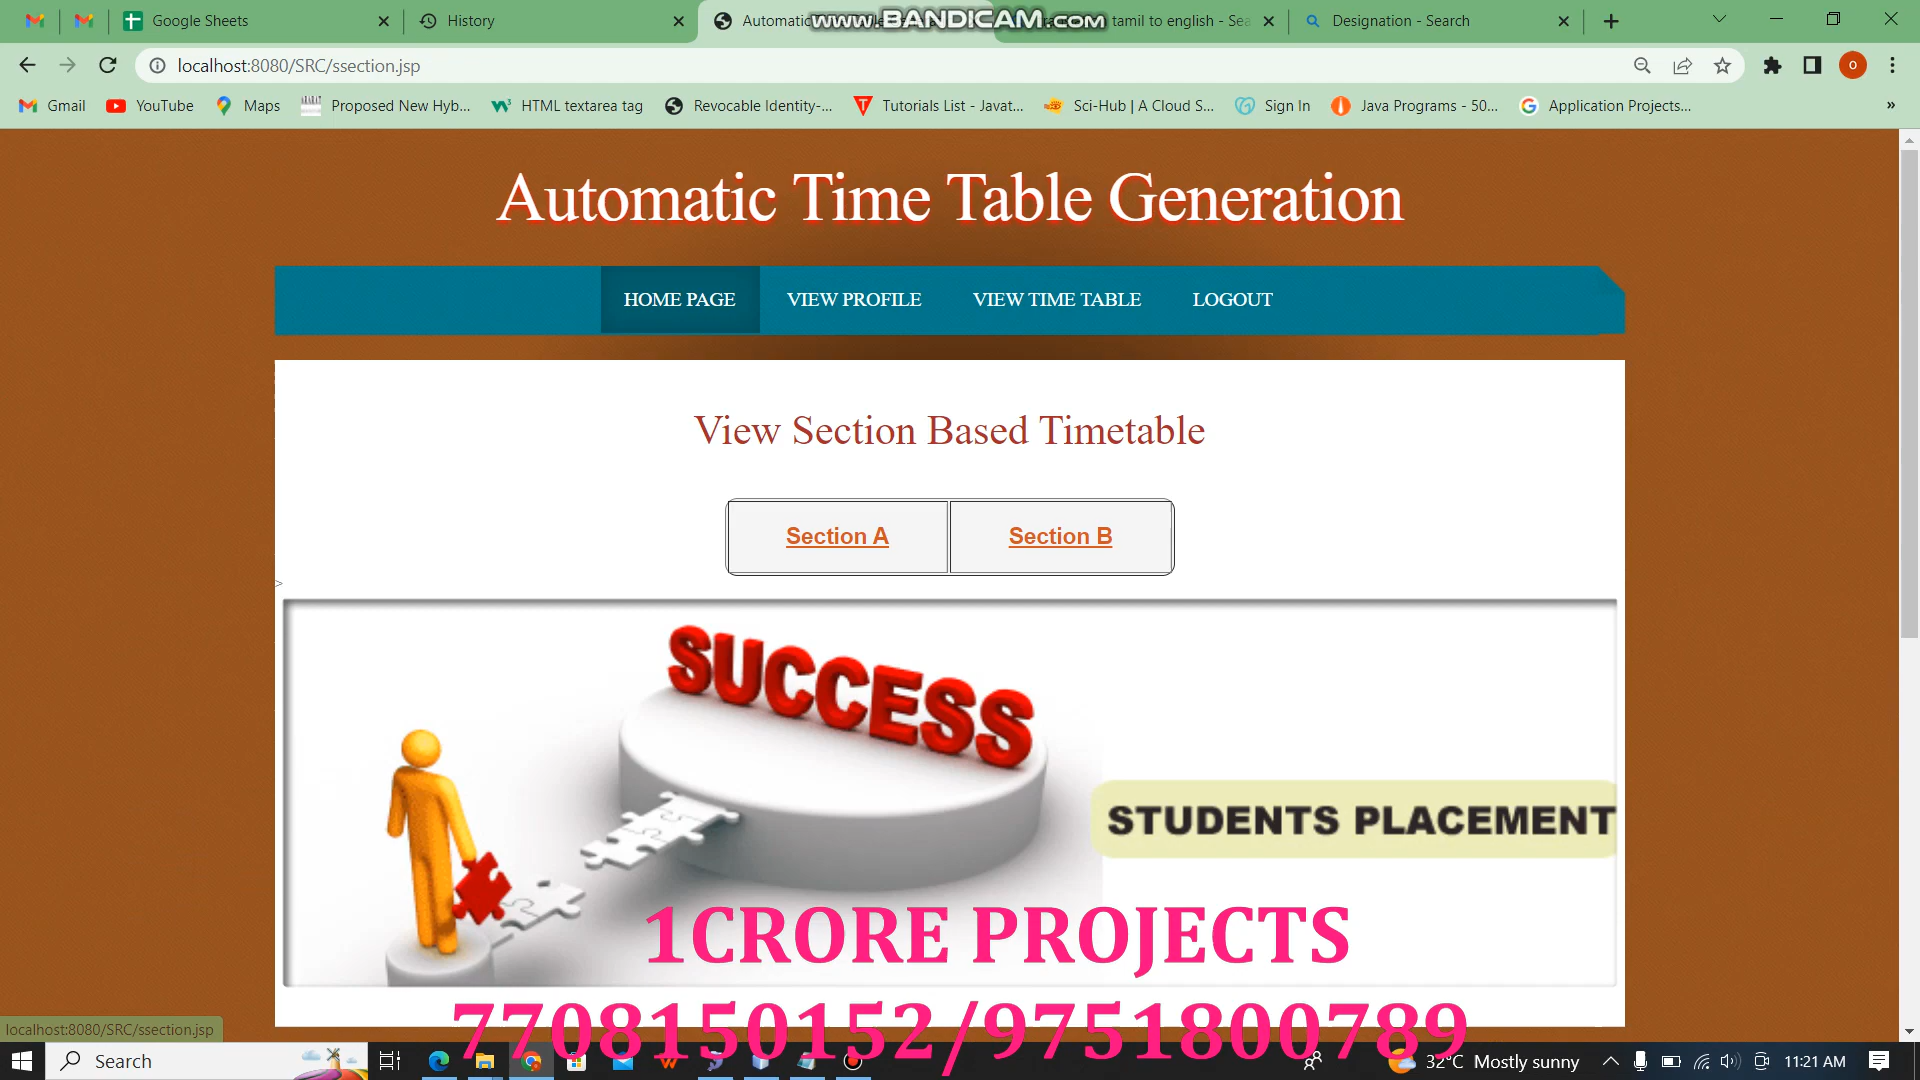 Google Sheets
History
Automatic
www.BANDICAM.com
tamil to english - Sea
Designation - Search
localhost:8080/SRC/ssection.jsp
O
Gmail
YouTube
Maps
Proposed New Hyb...
HTML textarea tag
Revocable Identity-...
Tutorials List - Javat...
Sci-Hub | A Cloud S...
Sign In
Java Programs - 50...
Application Projects...
»
Automatic Time Table Generation
HOME PAGE
VIEW PROFILE
VIEW TIME TABLE
LOGOUT
View Section Based Timetable
Section A
Section B
>
SUCCESS
STUDENTS PLACEMENT
1CRORE PROJECTS
7708150152/9751800789
localhost:8080/SRC/ssection.jsp
Search
32°C Mostly sunny
11:21 AM